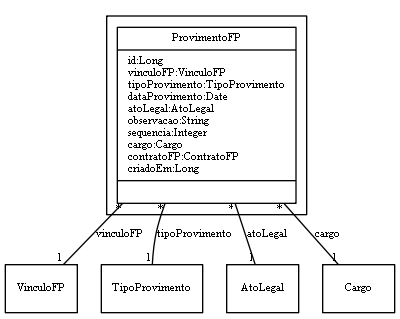 ProvimentoFP
id:Long
vinculoFP:VinculoFP
tipoProvimento:TipoProvimento
dataProvimento:Date
atoLegal:AtoLegal
observacao:String
sequencia:Integer
cargo:Cargo
contratoFP:ContratoFP
criadoEm:Long
* * * *
vinculoFP tipoProvimento atoLegal cargo
1 1 1 1
VinculoFP TipoProvimento AtoLegal Cargo